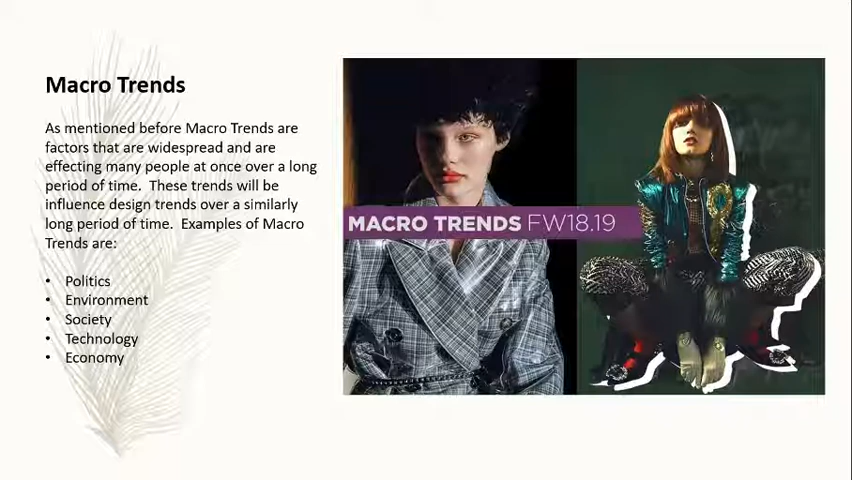 Macro Trends
As mentioned before Macro Trends are
factors that are widespread and are
effecting many people at once over a long
period of time.  These trends will be
influence design trends over a similarly
long period of time.  Examples of Macro
Trends are:
• Politics
• Environment
• Society
• Technology
• Economy
MACRO TRENDS FW18.19